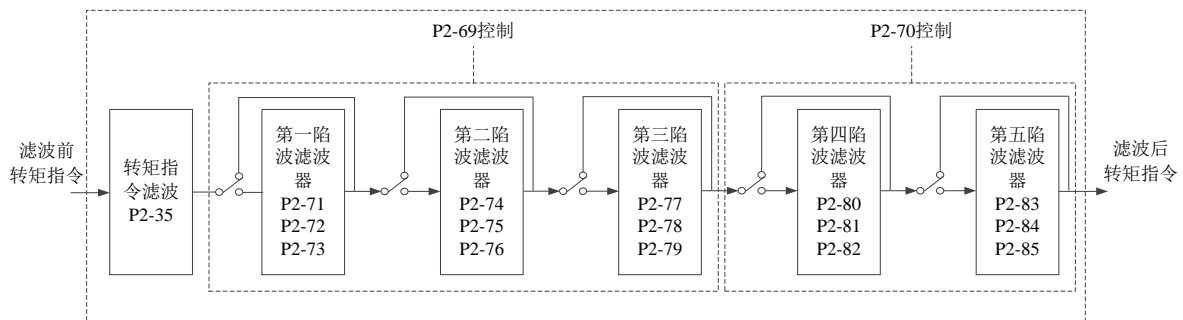 P2-69控制
P2-70控制
滤波前
转矩指令
转矩指
令滤波
P2-35
第一陷
波滤波
器
P2-71
P2-72
P2-73
第二陷
波滤波
器
P2-74
P2-75
P2-76
第三陷
波滤波
器
P2-77
P2-78
P2-79
第四陷
波滤波
器
P2-80
P2-81
P2-82
第五陷
波滤波
器
P2-83
P2-84
P2-85
滤波后
转矩指令